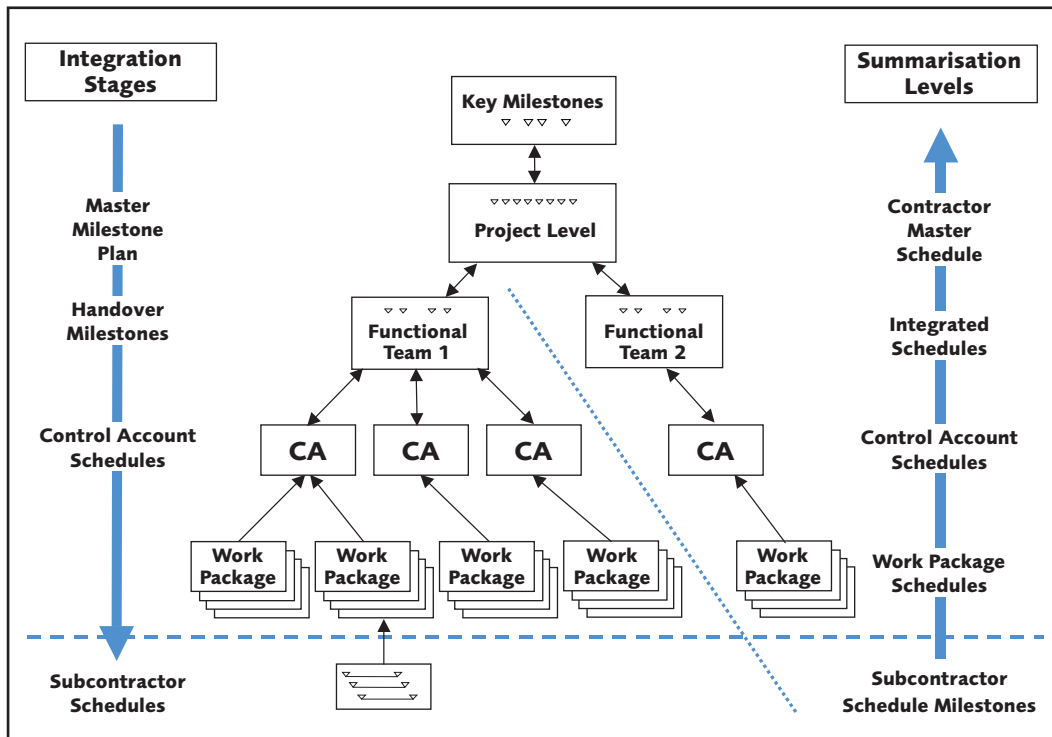 Integration
Stages
Summarisation
Levels
Key Milestones
Master
Milestone
Plan
Project Level
Contractor
Master
Schedule
Handover
Milestones
Functional
Team 1
Functional
Team 2
Integrated
Schedules
Control Account
Schedules
CA
CA
CA
CA
Control Account
Schedules
Work
Package
Work
Package
Work
Package
Work
Package
Work
Package
Work Package
Schedules
Subcontractor
Schedules
Subcontractor
Schedule Milestones